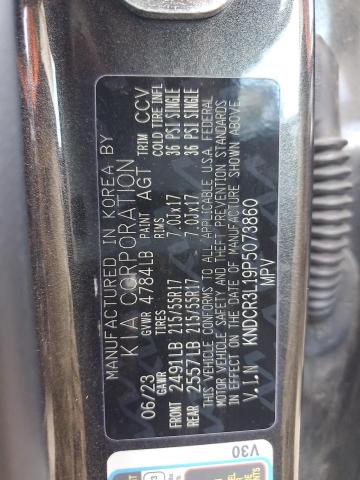 MANUFACTURED IN KOREA BY
KIA CORPORATION
06/23 GVWR 4784LB PAINT AGT TRIM CCV
GAWR TIRES RIMS COLD TIRE INFL
FRONT 2491LB 215/55R17 7.0Jx17 36 PSI SINGLE
REAR 2557LB 215/55R17 7.0Jx17 36 PSI SINGLE
THIS VEHICLE CONFORMS TO ALL APPLICABLE U.S.A. FEDERAL
MOTOR VEHICLE SAFETY AND THEFT PREVENTION STANDARDS
IN EFFECT ON THE DATE OF MANUFACTURE SHOWN ABOVE.
V.I.N KNDCR3L19P5073860
MPV
V30